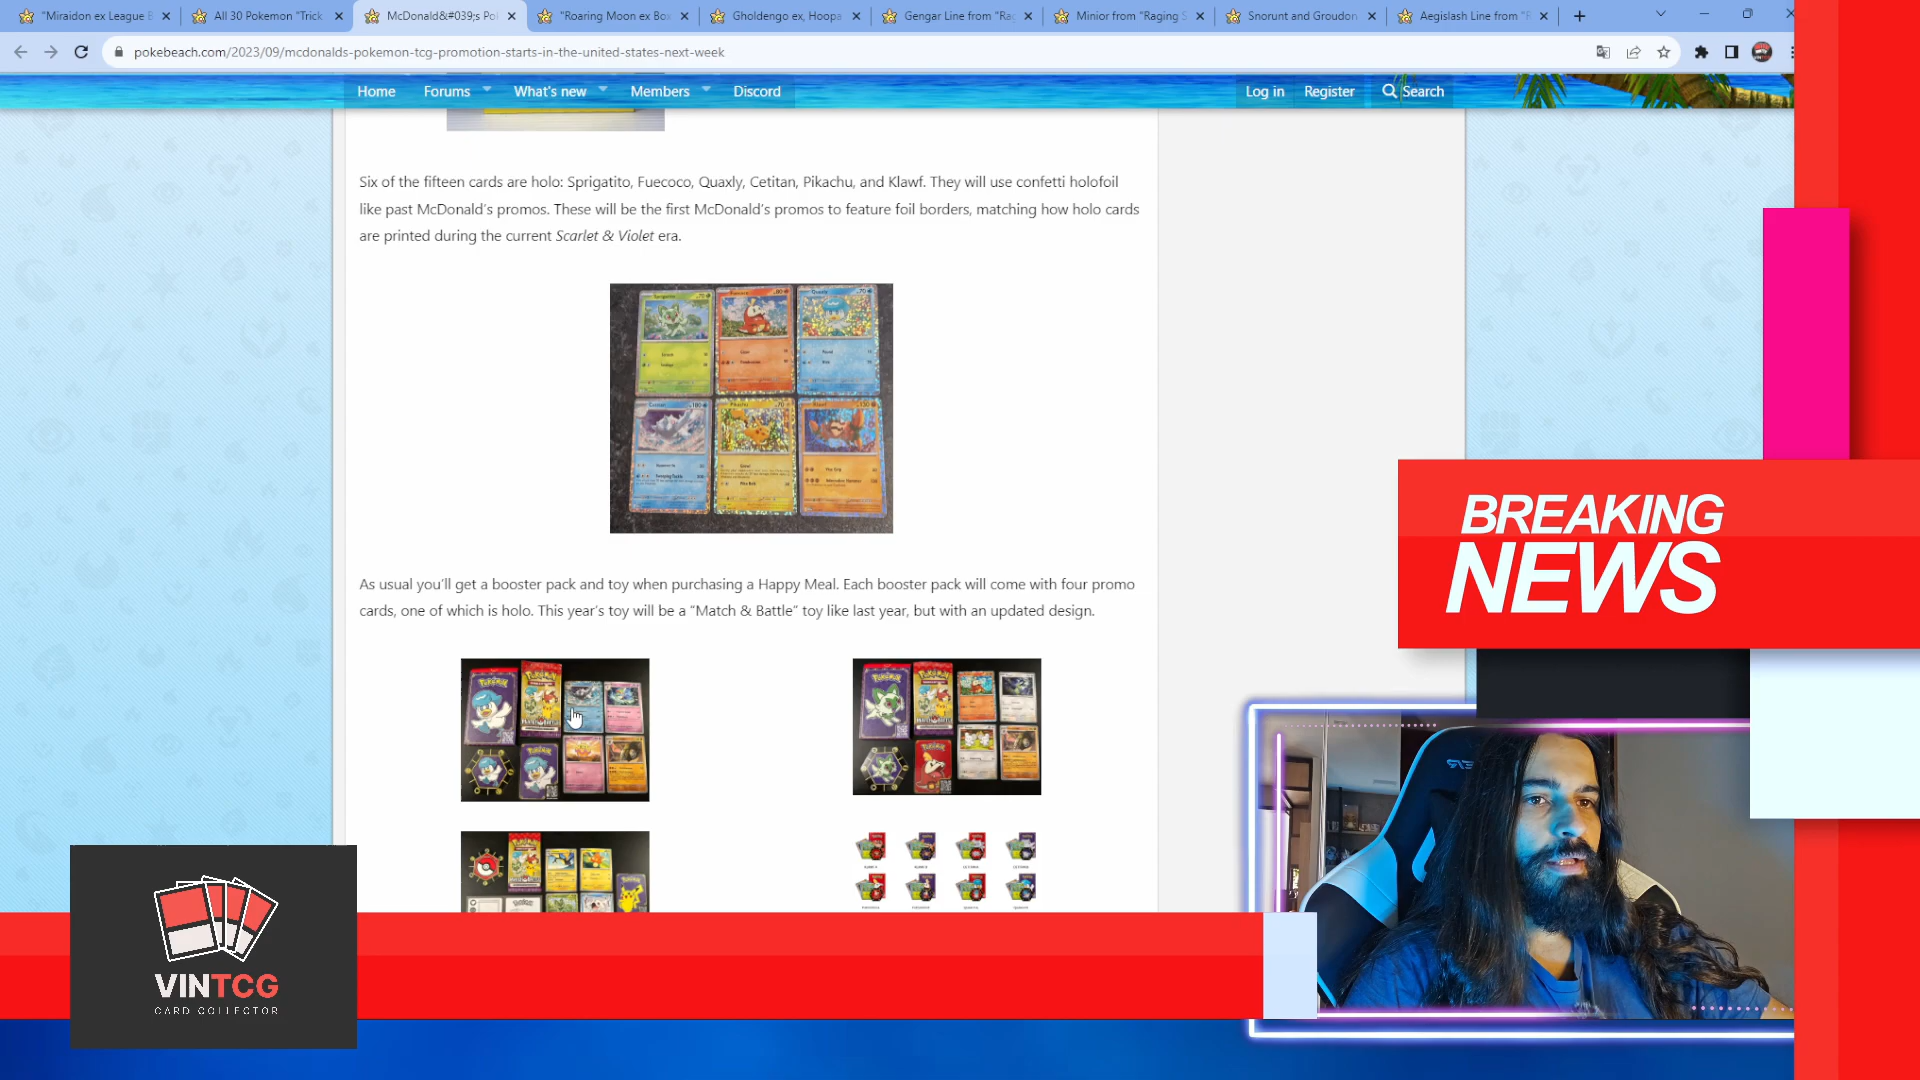 "Miraidon ex League B
All 30 Pokemon "Trick
McDonald&#039;s Po
"Roaring Moon ex Box
Gholdengo ex, Hoopa
Gengar Line from "Rag
Minior from "Raging S
Snorunt and Groudon
Aegislash Line from "R
pokebeach.com/2023/09/mcdonalds-pokemon-tcg-promotion-starts-in-the-united-states-next-week
Home
Forums
What's new
Members
Discord
Log in
Register
Search
Six of the fifteen cards are holo: Sprigatito, Fuecoco, Quaxly, Cetitan, Pikachu, and Klawf. They will use confetti holofoil
like past McDonald's promos. These will be the first McDonald's promos to feature foil borders, matching how holo cards
are printed during the current Scarlet & Violet era.
As usual you'll get a booster pack and toy when purchasing a Happy Meal. Each booster pack will come with four promo
cards, one of which is holo. This year's toy will be a "Match & Battle" toy like last year, but with an updated design.
BREAKING
NEWS
VINTCG
CARD COLLECTOR